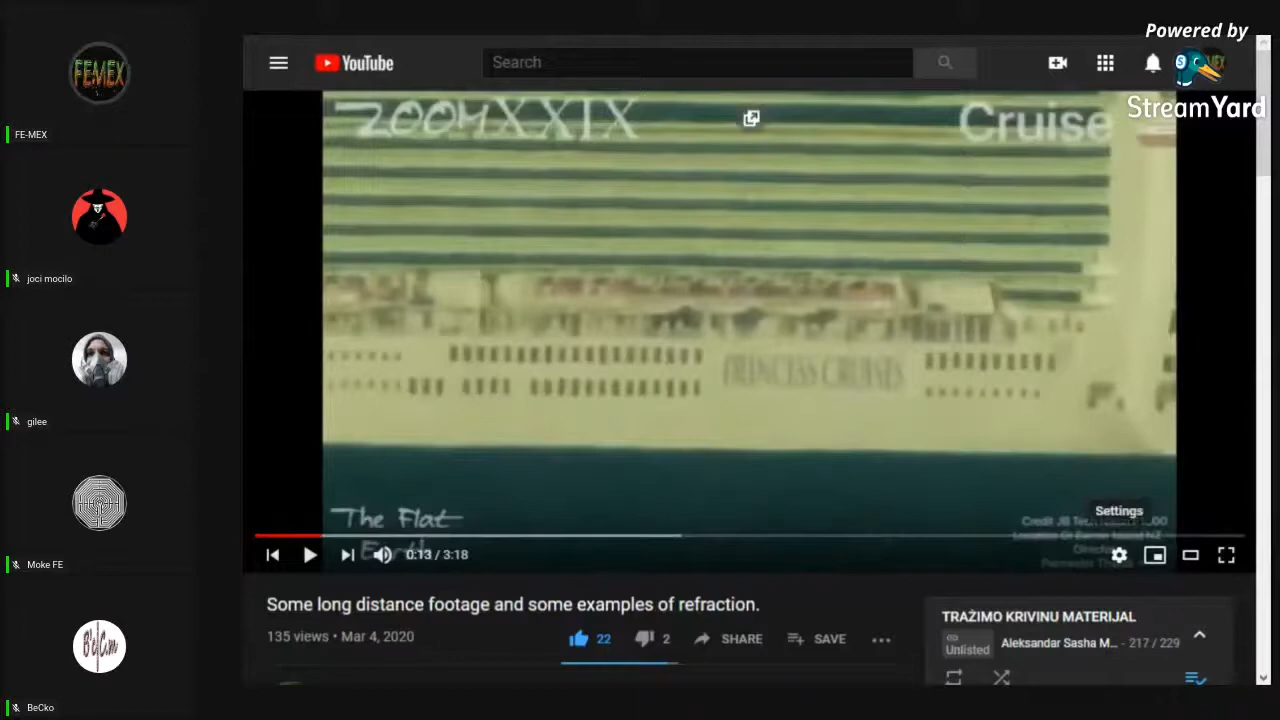 Powered by
StreamYard
FEMEX
FE-MEX
joci mocilo
gilee
Moke FE
BeCko
YouTube
Search
ZOOMXXIX
Cruise
PRINCESS CRUISES
The Flat
Earth
Settings
0:13 / 3:18
Some long distance footage and some examples of refraction.
135 views • Mar 4, 2020
22
2
SHARE
SAVE
TRAŽIMO KRIVINU MATERIJAL
Unlisted
Aleksandar Sasha M... - 217 / 229